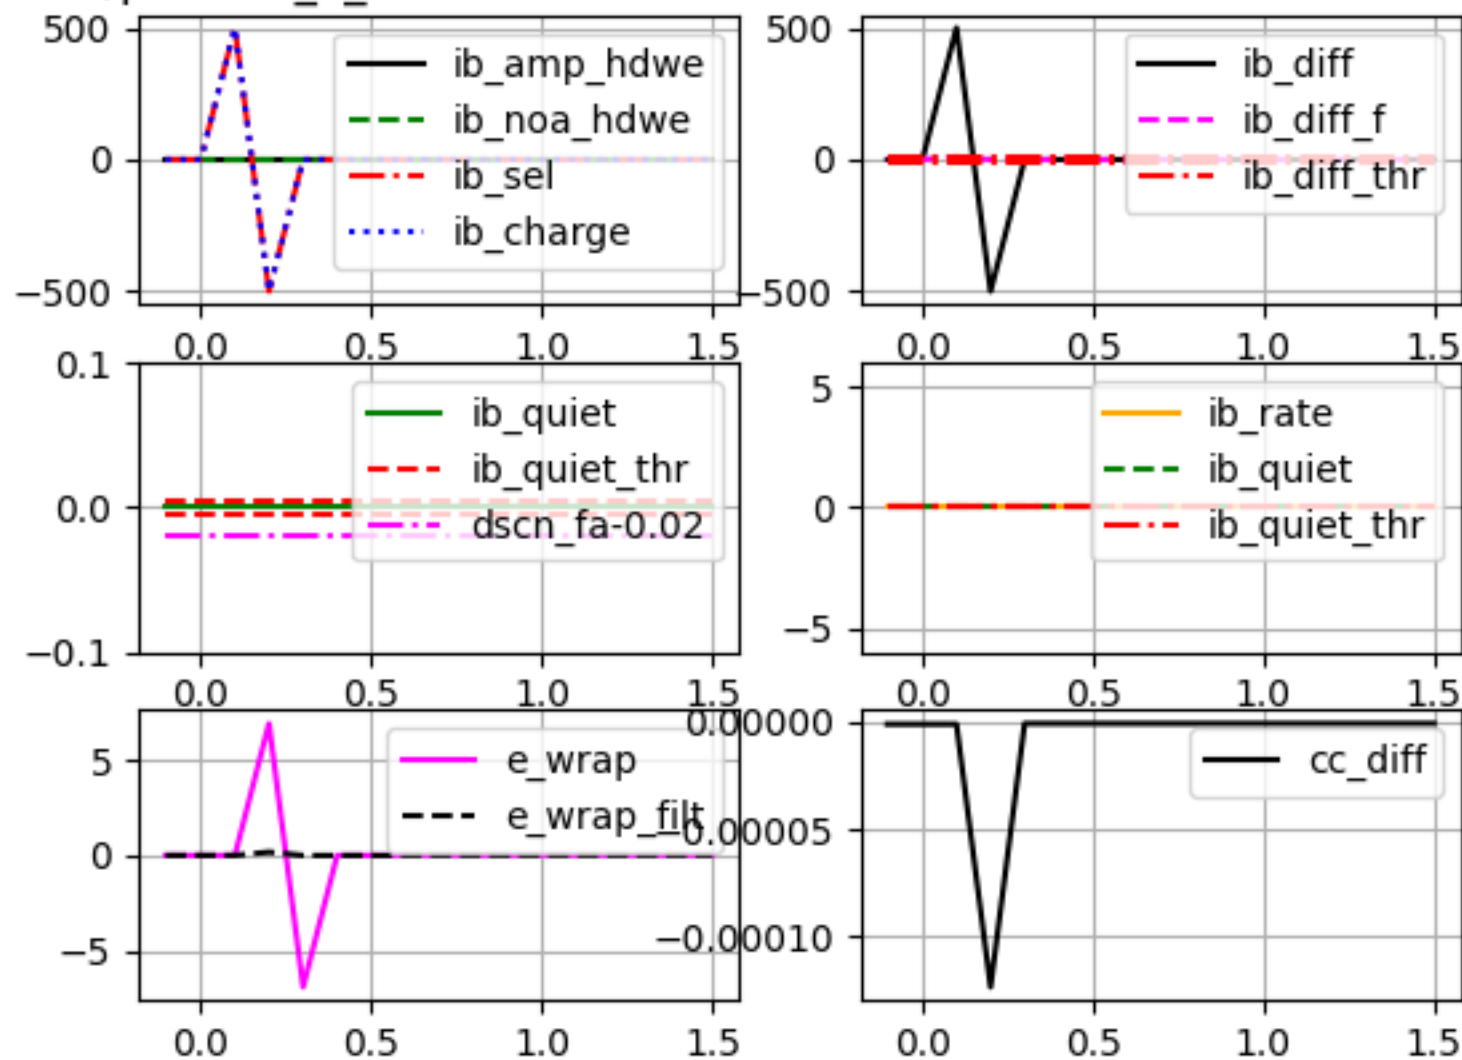 500
0
−500
0.0 0.5 1.0 1.5
ib_amp_hdwe
ib_noa_hdwe
ib_sel
ib_charge
500
0
−500
0.0 0.5 1.0 1.5
ib_diff
ib_diff_f
ib_diff_thr
0.1
0.0
−0.1
0.0 0.5 1.0 1.5
ib_quiet
ib_quiet_thr
dscn_fa-0.02
5
0
−5
0.0 0.5 1.0 1.5
ib_rate
ib_quiet
ib_quiet_thr
5
0
−5
0.0 0.5 1.0 1.5
e_wrap
e_wrap_filt
0.00000
−0.00005
−0.00010
0.0 0.5 1.0 1.5
cc_diff